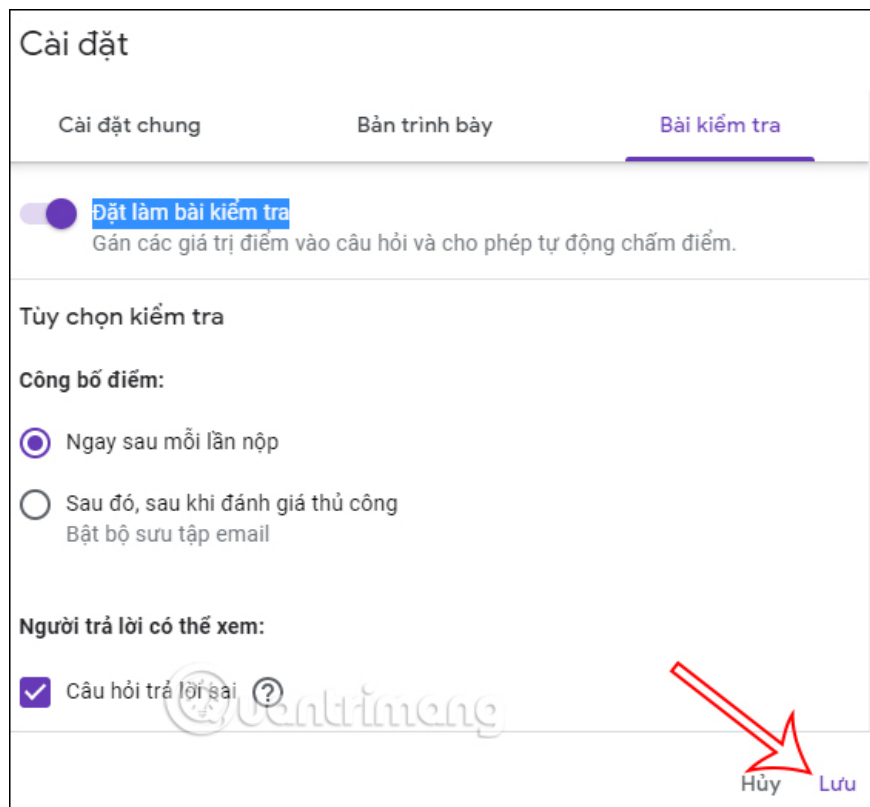 Cài đặt
Cài đặt chung Bản trình bày Bài kiểm tra
Đặt làm bài kiểm tra
Gán các giá trị điểm vào câu hỏi và cho phép tự động chấm điểm.
Tùy chọn kiểm tra
Công bố điểm:
Ngay sau mỗi lần nộp
Sau đó, sau khi đánh giá thủ công
Bật bộ sưu tập email
Người trả lời có thể xem:
Câu hỏi trả lời sai ?
Quantrimang
Hủy Lưu